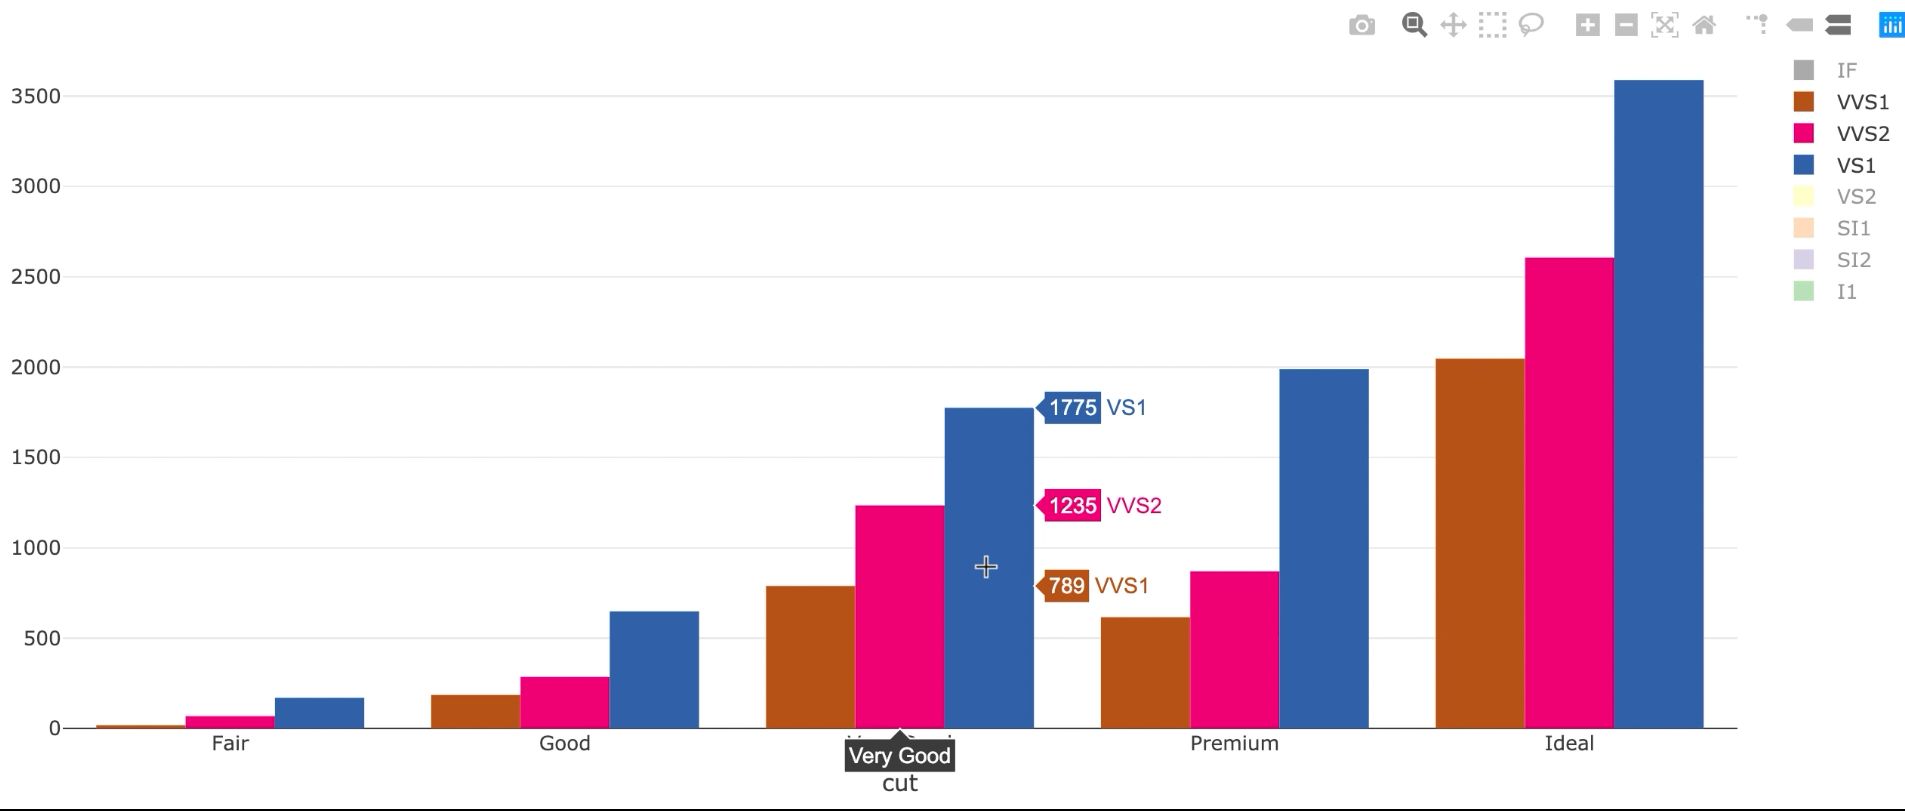 IF
VVS1
VVS2
VS1
VS2
SI1
SI2
I1
3500
3000
2500
2000
1500
1000
500
0
1775 VS1
1235 VVS2
789 VVS1
Fair
Good
Very Good
Premium
Ideal
cut